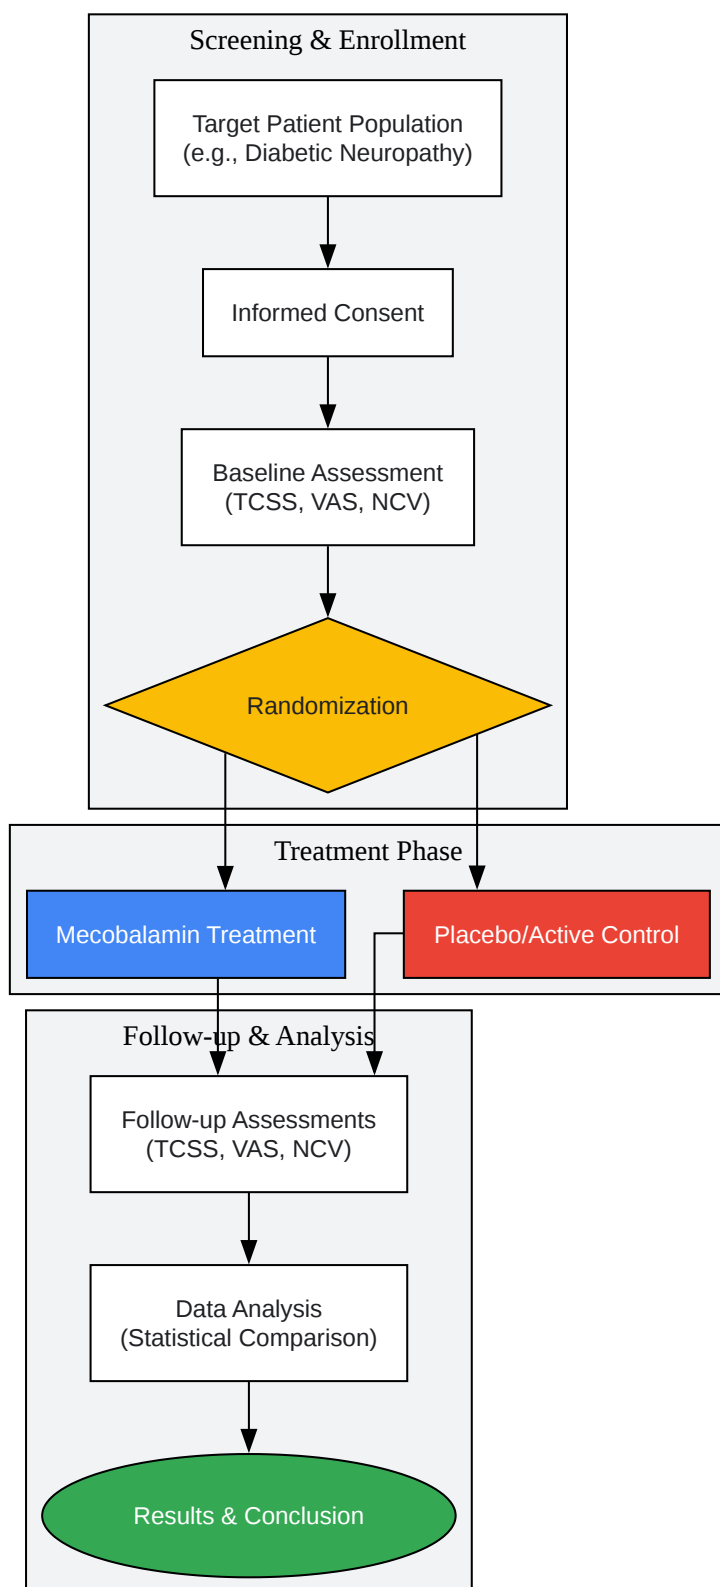 Screening & Enrollment
Target Patient Population
(e.g., Diabetic Neuropathy)
Informed Consent
Baseline Assessment
(TCSS, VAS, NCV)
Randomization
Treatment Phase
Mecobalamin Treatment
Placebo/Active Control
Follow-up & Analysis
Follow-up Assessments
(TCSS, VAS, NCV)
Data Analysis
(Statistical Comparison)
Results & Conclusion